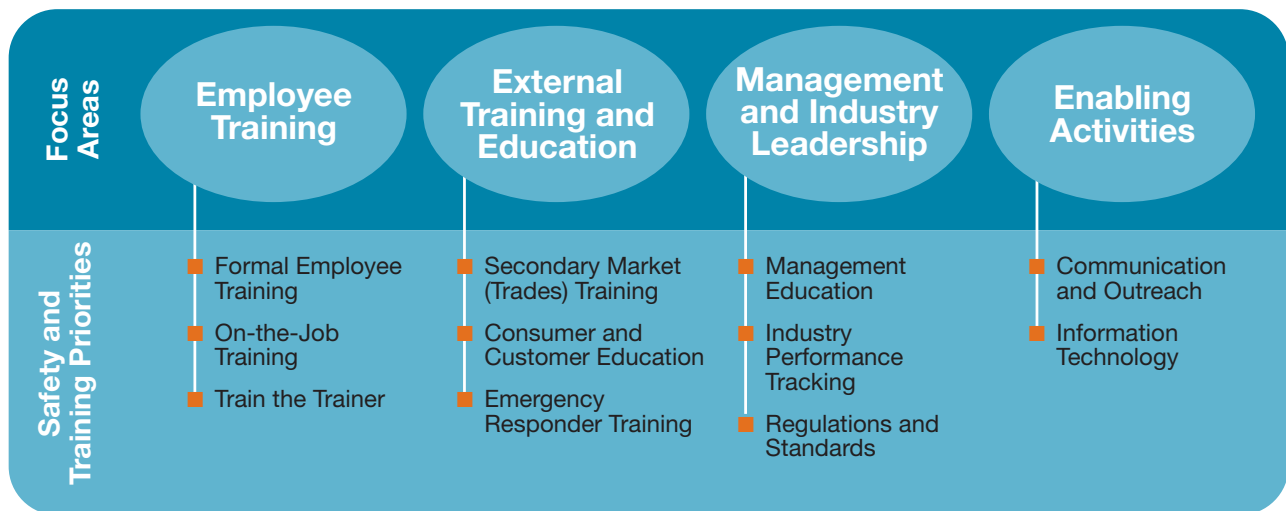 Focus
Areas
Employee
Training
External
Training and
Education
Management
and Industry
Leadership
Enabling
Activities
Safety and
Training Priorities
Formal Employee
Training
On-the-Job
Training
Train the Trainer
Secondary Market
(Trades) Training
Consumer and
Customer Education
Emergency
Responder Training
Management
Education
Industry
Performance
Tracking
Regulations and
Standards
Communication
and Outreach
Information
Technology